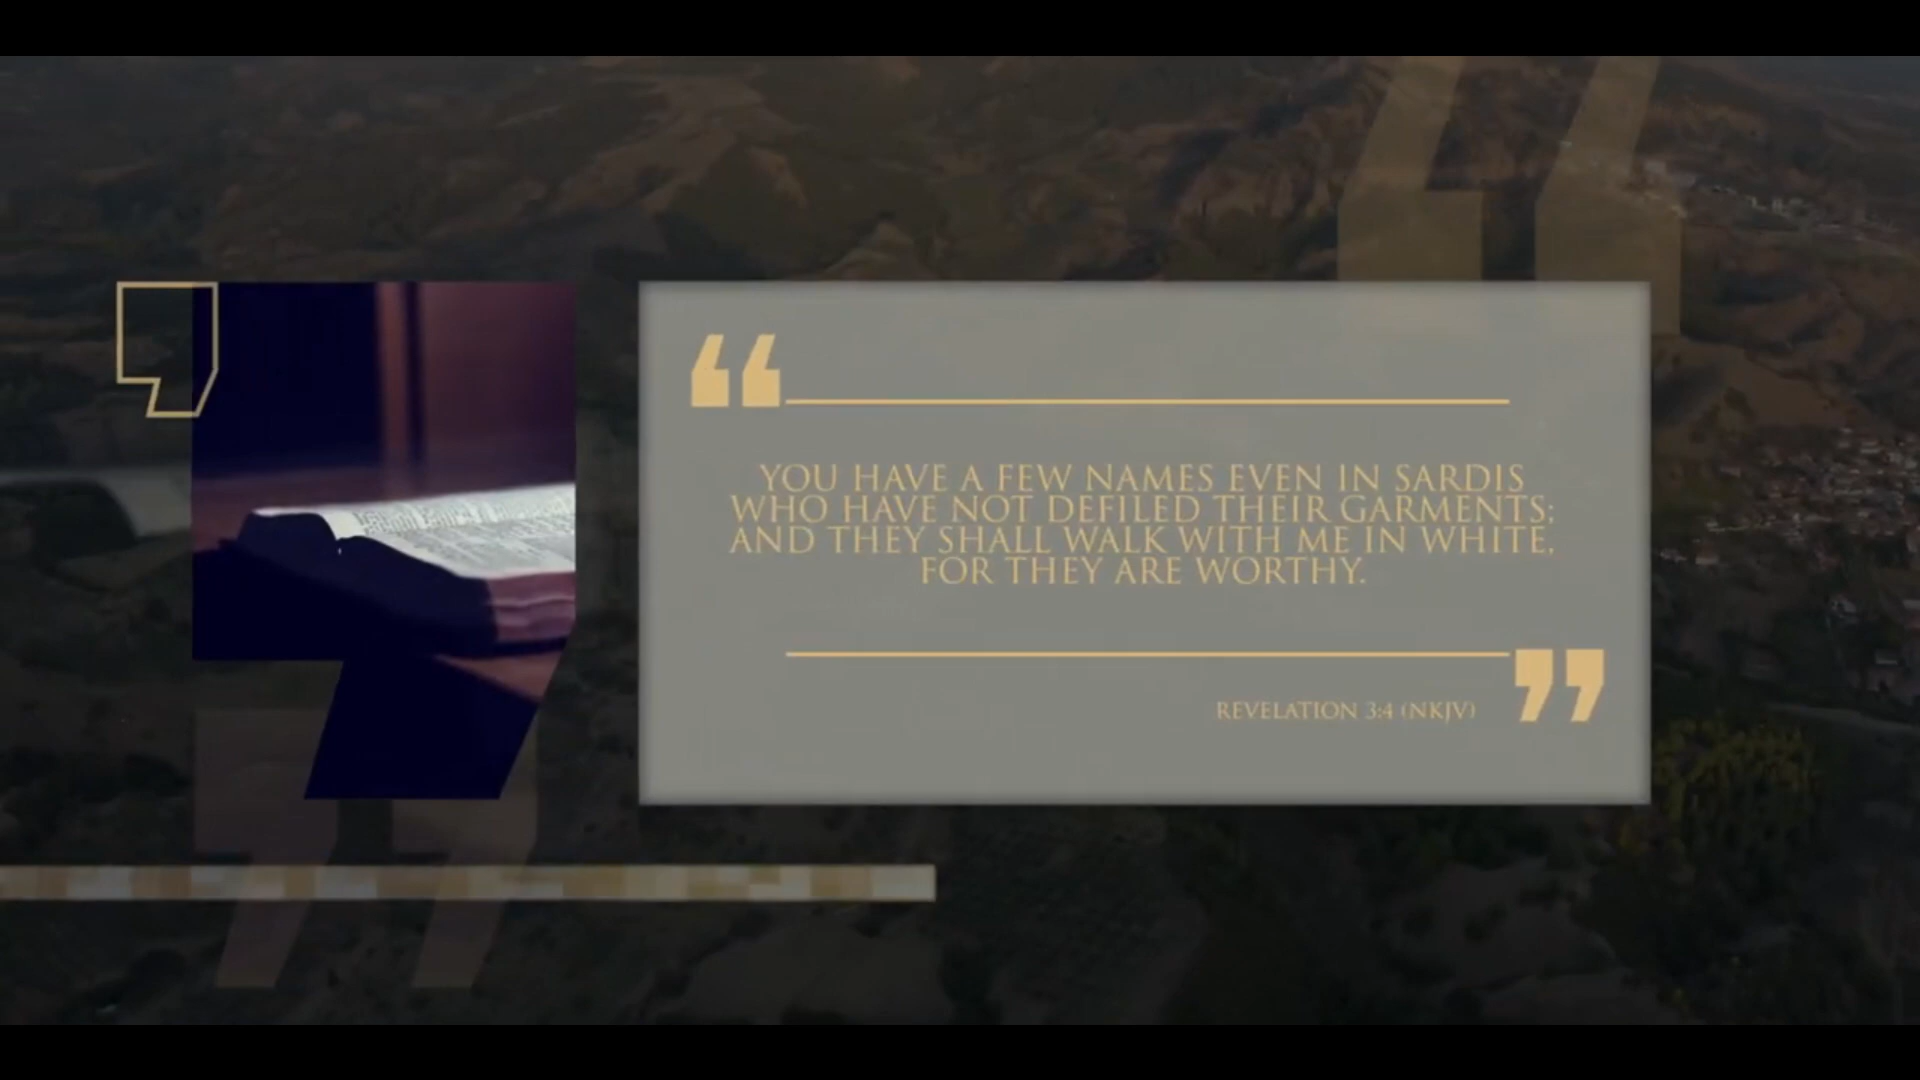 YOU HAVE A FEW NAMES EVEN IN SARDIS
WHO HAVE NOT DEFILED THEIR GARMENTS;
AND THEY SHALL WALK WITH ME IN WHITE,
FOR THEY ARE WORTHY.
REVELATION 3:4 (NKJV)